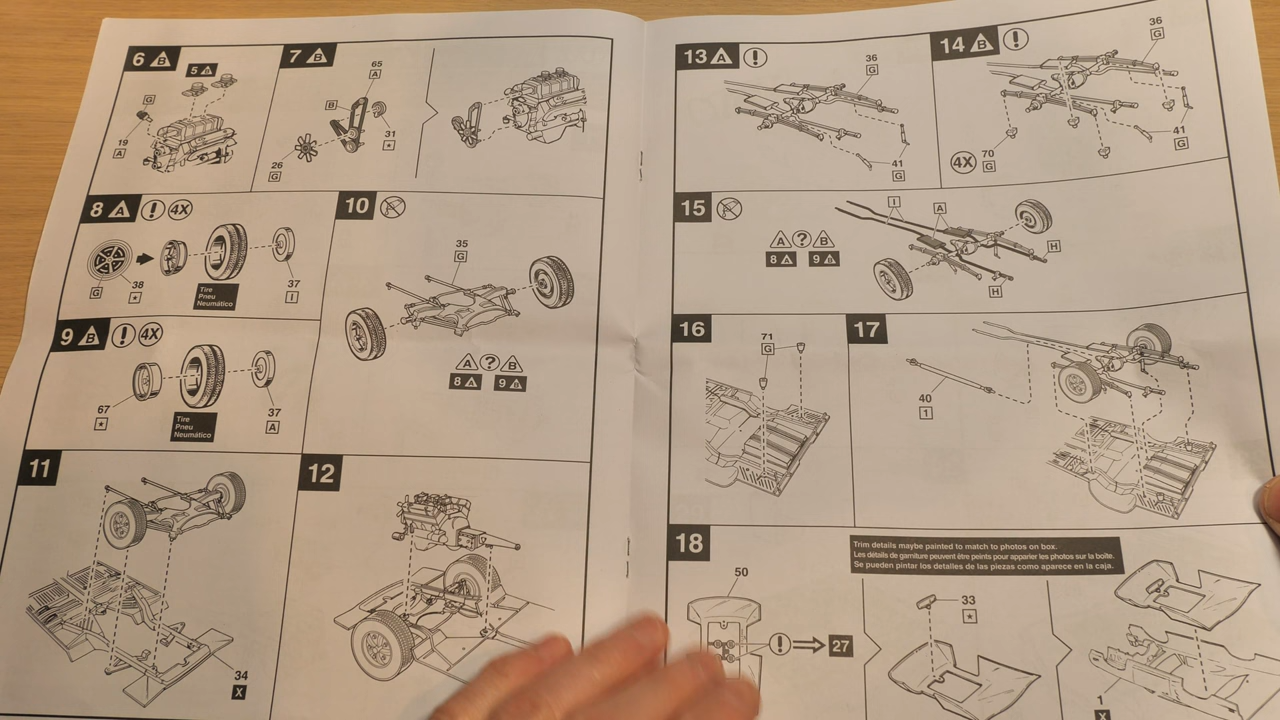 6 B
5 B
G
19
A
7 B
65
A
B
31
*
26
G
8 A ! 4X
G
38
*
Tire
Pneu
Neumático
37
I
9 B ! 4X
67
*
Tire
Pneu
Neumático
37
A
10
35
G
A ? B
8 A 9 B
11
34
X
12
13 A !
36
G
41
G
14 B !
36
G
4X
70
G
41
G
15
I
A
A ? B
8 A 9 B
H
H
16
71
G
17
40
1
18
Trim details maybe painted to match to photos on box.
Les détails de garniture peuvent être peints pour apparier les photos sur la boîte.
Se pueden pintar los detalles de las piezas como aparece en la caja.
50
! 27
33
*
1
X